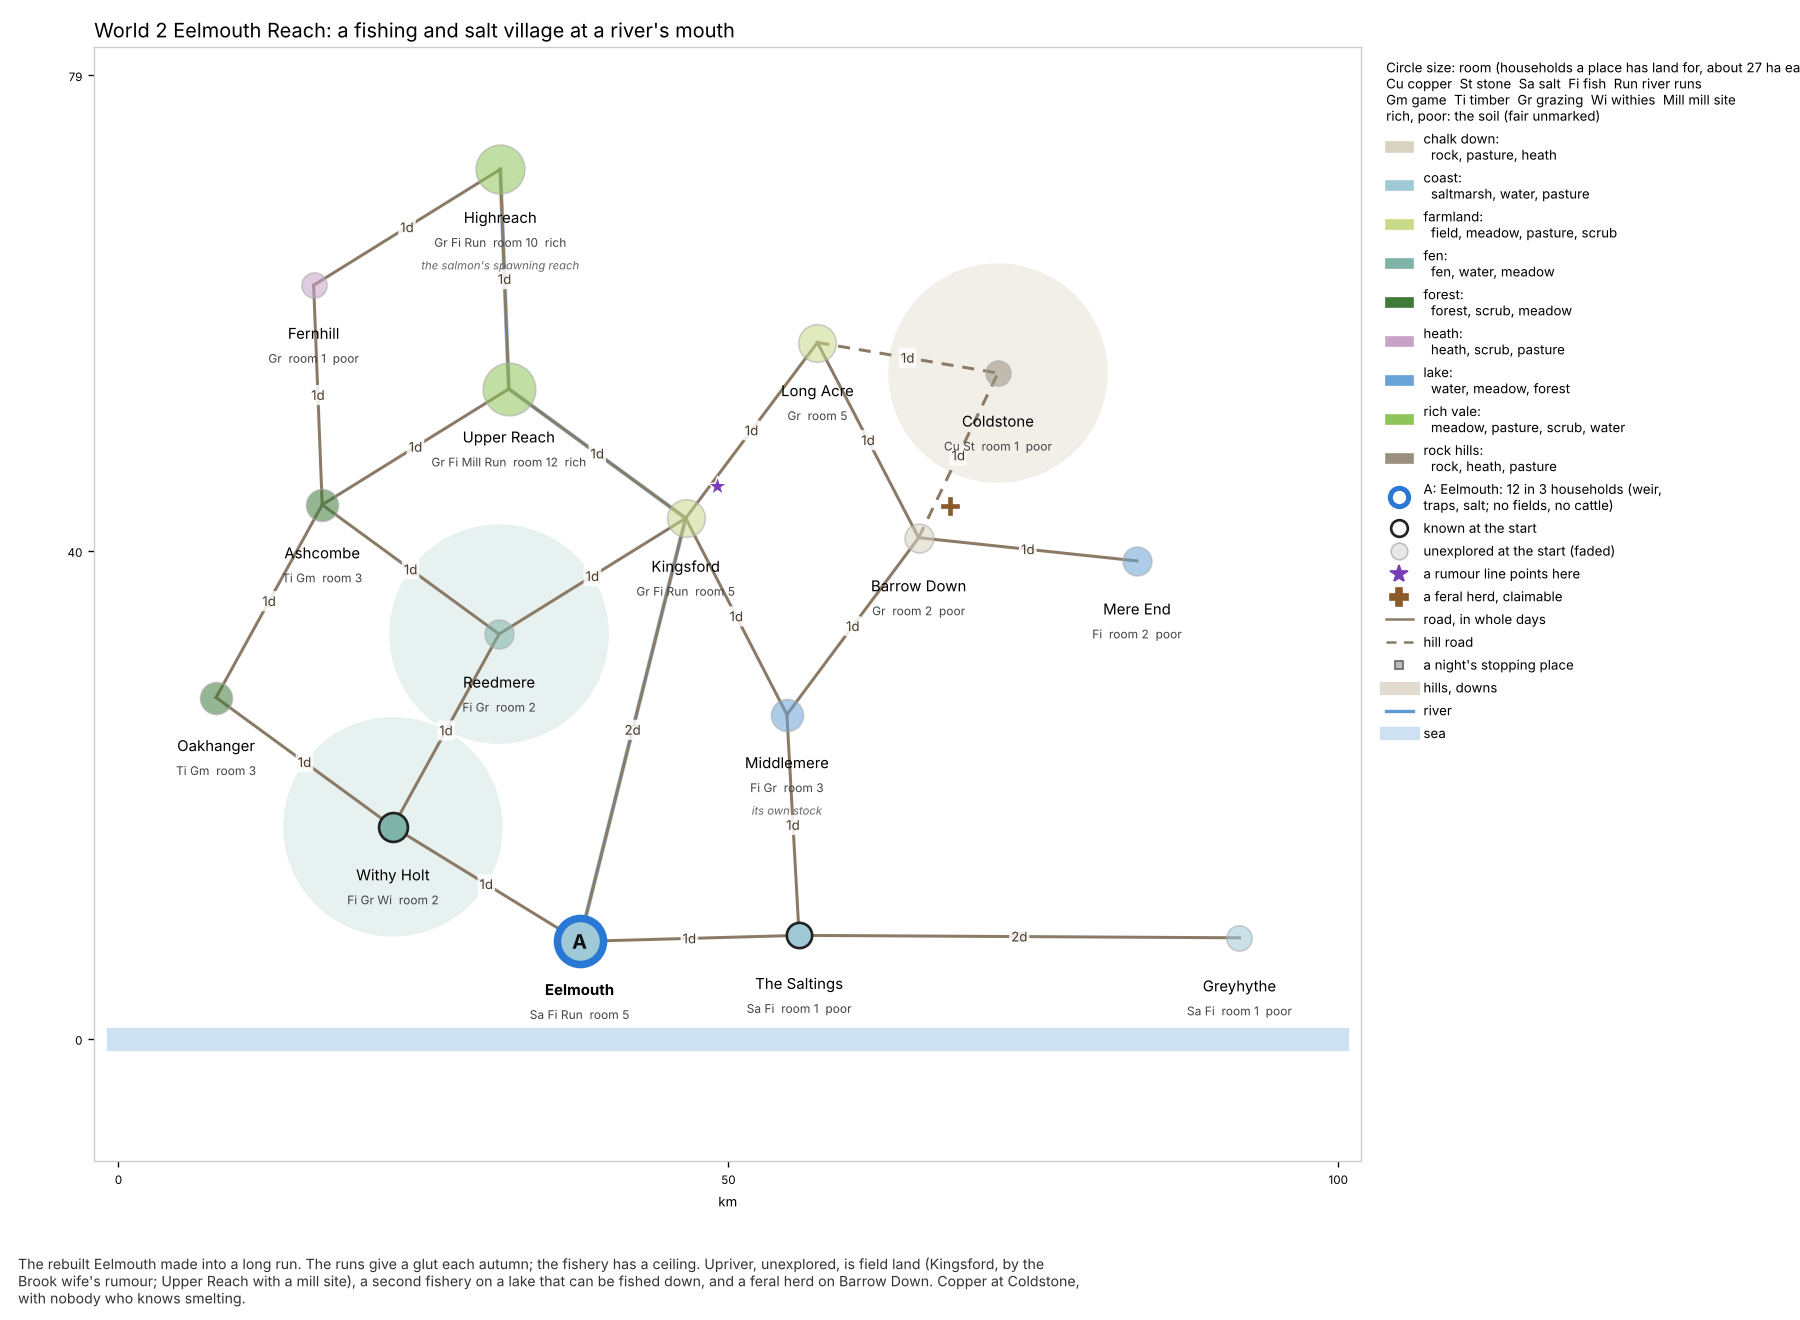 World 2 Eelmouth Reach: a fishing and salt village at a river's mouth
79
40
0
0
50
100
km
Highreach
Gr Fi Run room 10 rich
the salmon's spawning reach
1d
1d
Fernhill
Gr room 1 poor
1d
Upper Reach
Gr Fi Mill Run room 12 rich
1d
1d
Long Acre
Gr room 5
1d
1d
1d
Coldstone
Cu St room 1 poor
1d
Ashcombe
Ti Gm room 3
1d
1d
Kingsford
Gr Fi Run room 5
1d
1d
2d
Barrow Down
Gr room 2 poor
1d
1d
Mere End
Fi room 2 poor
Reedmere
Fi Gr room 2
1d
Oakhanger
Ti Gm room 3
1d
Middlemere
Fi Gr room 3
its own stock
1d
Withy Holt
Fi Gr Wi room 2
1d
A
Eelmouth
Sa Fi Run room 5
1d
The Saltings
Sa Fi room 1 poor
2d
Greyhythe
Sa Fi room 1 poor
Circle size: room (households a place has land for, about 27 ha ea
Cu copper St stone Sa salt Fi fish Run river runs
Gm game Ti timber Gr grazing Wi withies Mill mill site
rich, poor: the soil (fair unmarked)
chalk down:
rock, pasture, heath
coast:
saltmarsh, water, pasture
farmland:
field, meadow, pasture, scrub
fen:
fen, water, meadow
forest:
forest, scrub, meadow
heath:
heath, scrub, pasture
lake:
water, meadow, forest
rich vale:
meadow, pasture, scrub, water
rock hills:
rock, heath, pasture
A: Eelmouth: 12 in 3 households (weir,
traps, salt; no fields, no cattle)
known at the start
unexplored at the start (faded)
a rumour line points here
a feral herd, claimable
road, in whole days
hill road
a night's stopping place
hills, downs
river
sea
The rebuilt Eelmouth made into a long run. The runs give a glut each autumn; the fishery has a ceiling. Upriver, unexplored, is field land (Kingsford, by the
Brook wife's rumour; Upper Reach with a mill site), a second fishery on a lake that can be fished down, and a feral herd on Barrow Down. Copper at Coldstone,
with nobody who knows smelting.